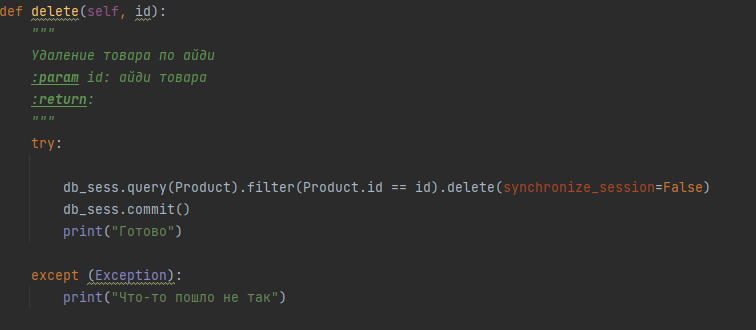 def delete(self, id):
"""
Удаление товара по айди
:param id: айди товара
:return:
"""
try:
db_sess.query(Product).filter(Product.id == id).delete(synchronize_session=False)
db_sess.commit()
print("Готово")
except (Exception):
print("Что-то пошло не так")